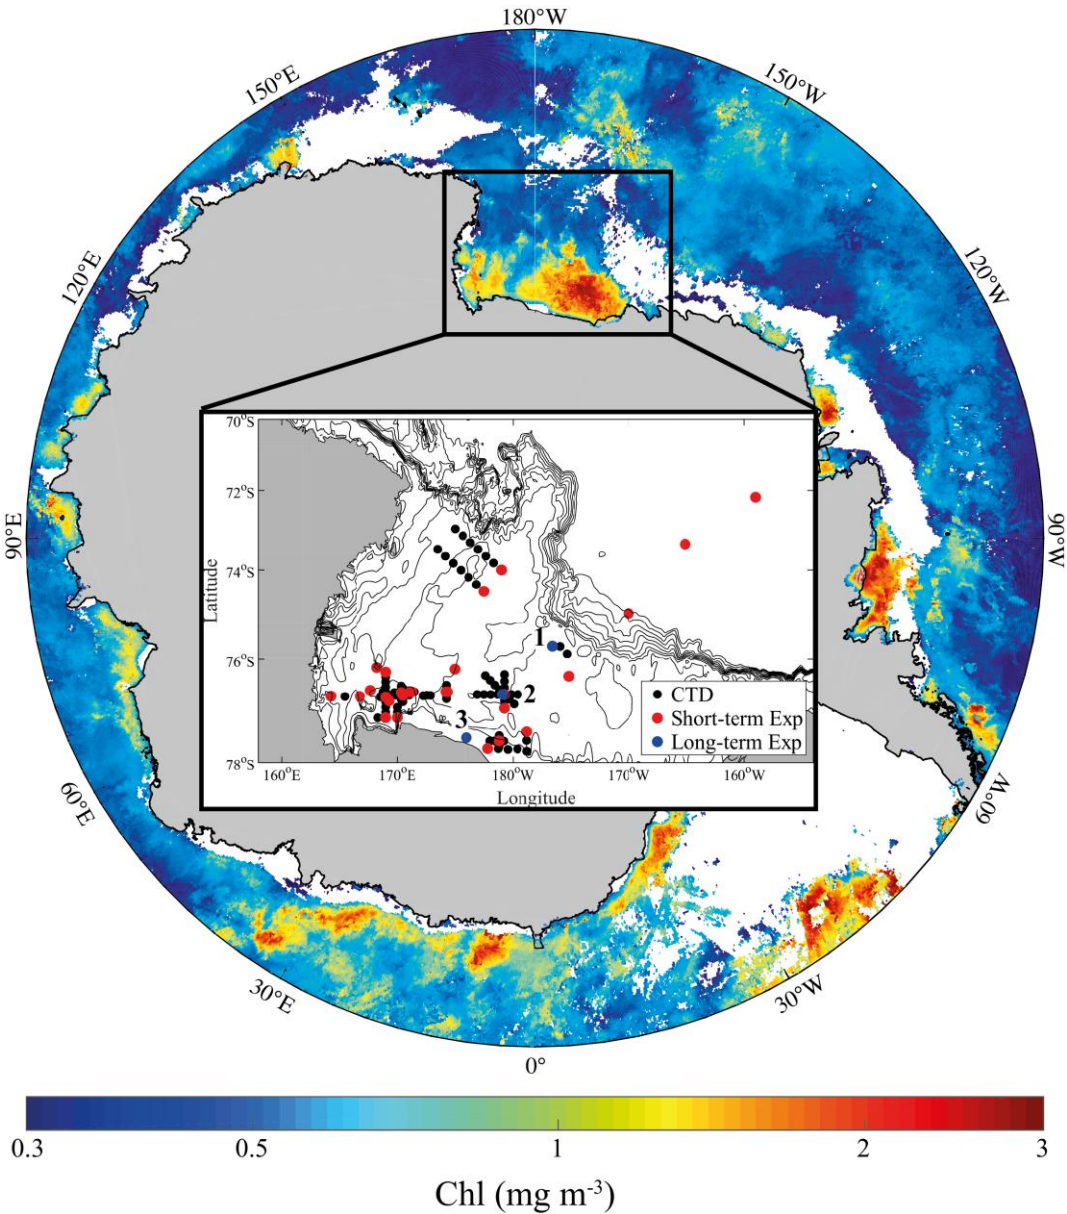 180°W
150°E
150°W
120°E
120°W
90°E
90°W
60°E
60°W
30°E
30°W
0°
70°S
72°S
74°S
76°S
78°S
Latitude
160°E
170°E
180°W
170°W
160°W
Longitude
1
2
3
CTD
Short-term Exp
Long-term Exp
0.3
0.5
1
2
3
Chl (mg m⁻³)